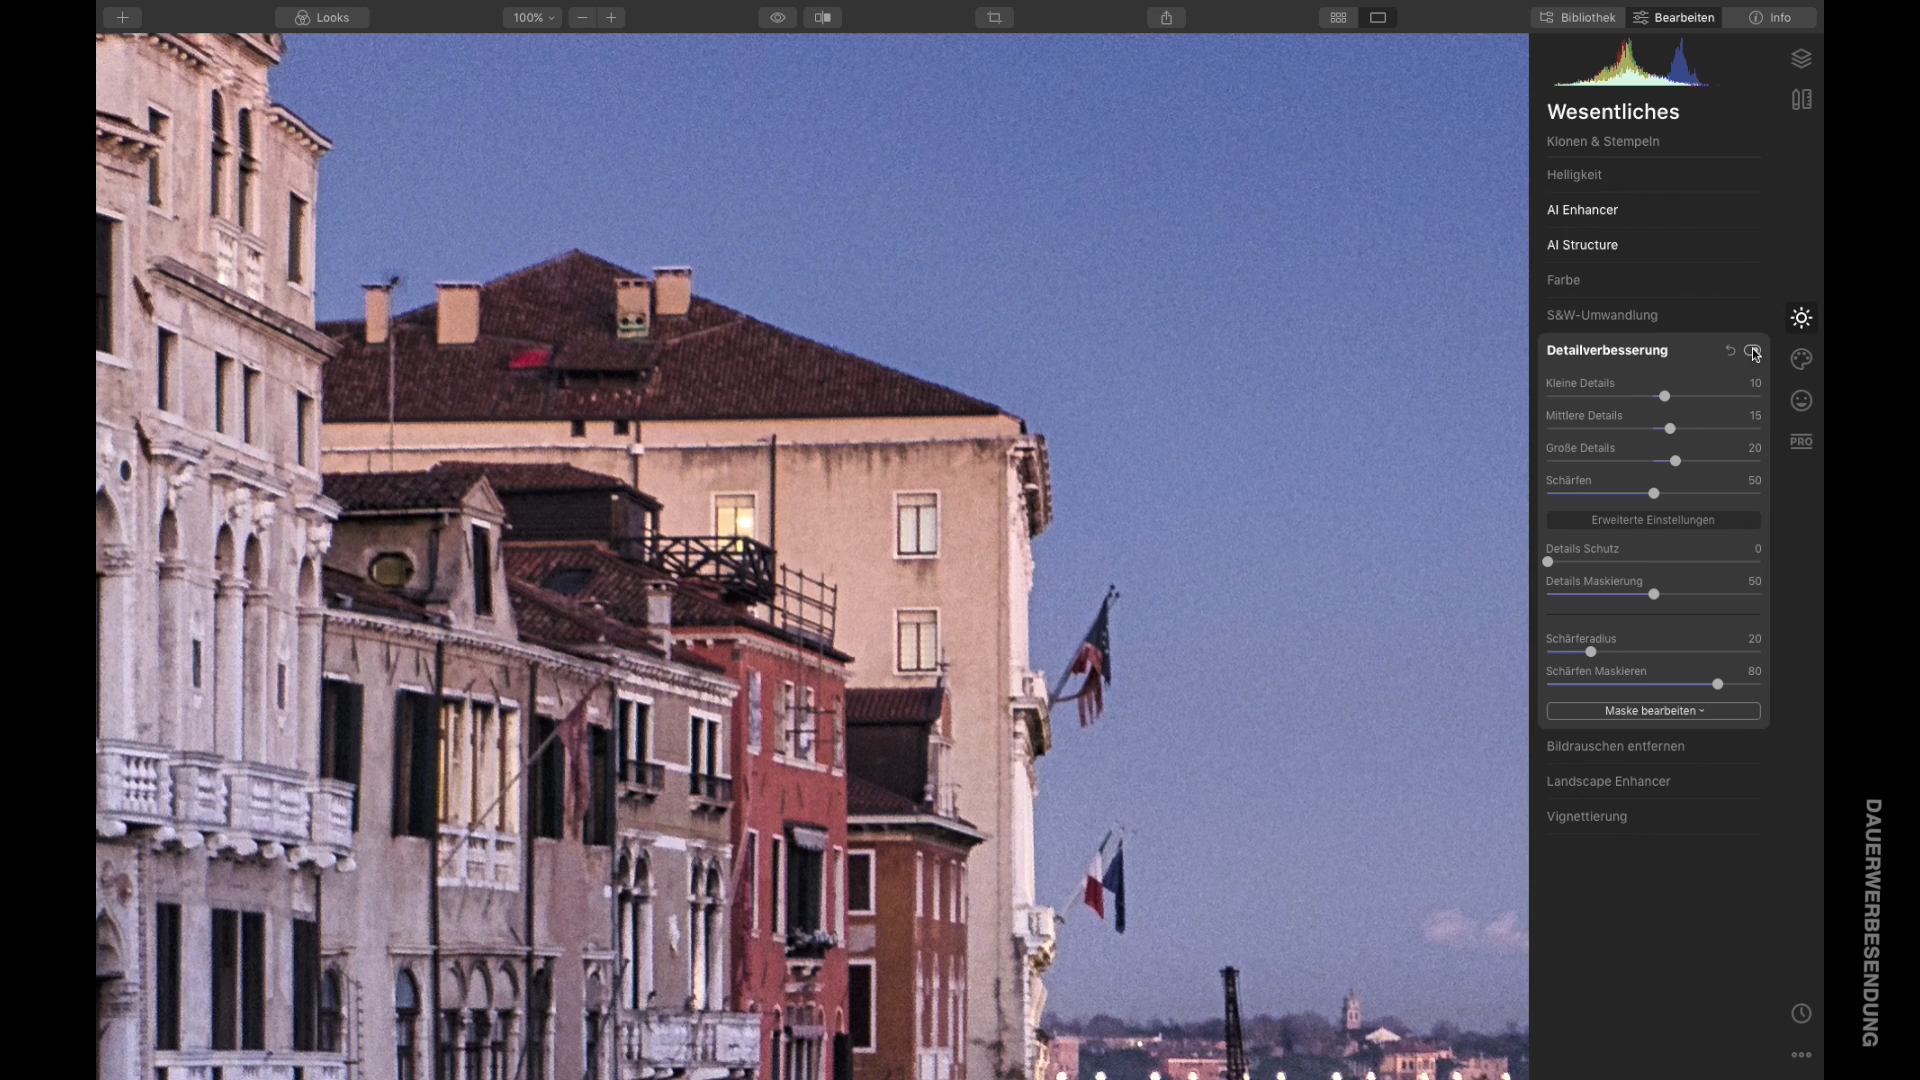 Looks
100%
Bibliothek
Bearbeiten
Info
Wesentliches
Klonen & Stempeln
Helligkeit
AI Enhancer
AI Structure
Farbe
S&W-Umwandlung
Detailverbesserung
Kleine Details 10
Mittlere Details 15
Große Details 20
Schärfen 50
Erweiterte Einstellungen
Details Schutz 0
Details Maskierung 50
Schärferadius 20
Schärfen Maskieren 80
Maske bearbeiten
Bildrauschen entfernen
Landscape Enhancer
Vignettierung
PRO
DAUERWERBESENDUNG